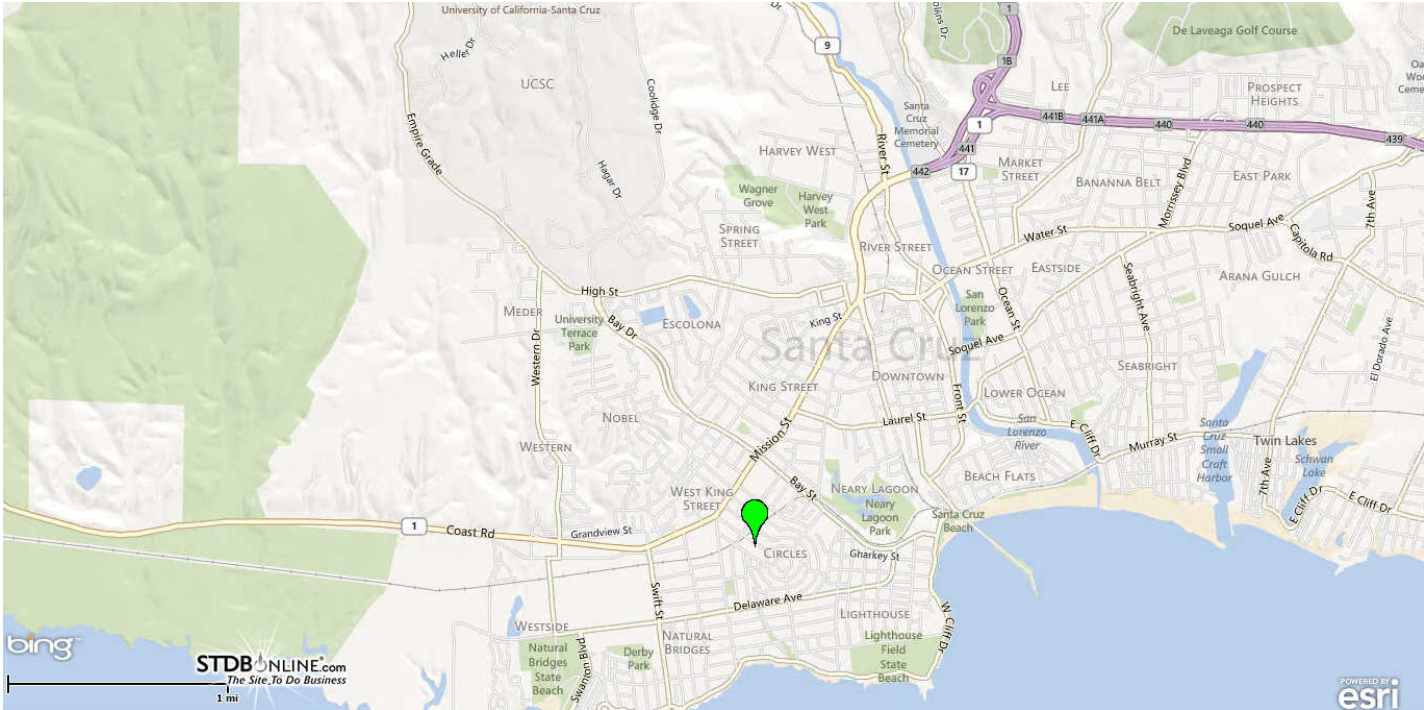 University of California-Santa Cruz
Heller Dr
UCSC
Coolidge Dr
Empire Grade
Hagar Dr
9
1
1B
De Laveaga Golf Course
LEE
PROSPECT
HEIGHTS
Santa
Cruz
Memorial
Cemetery
1
441B
441A
440
440
439
441
442
17
River St
HARVEY WEST
MARKET
STREET
BANANNA BELT
Morrissey Blvd
EAST PARK
Wagner
Grove
Harvey
West
Park
SPRING
STREET
RIVER STREET
Water St
Soquel Ave
Capitola Rd
7th Ave
OCEAN STREET
EASTSIDE
Seabright Ave
ARANA GULCH
High St
MEDER
University
Terrace
Park
Bay Dr
ESCOLONA
King St
San
Lorenzo
Park
Ocean St
Western Dr
Santa Cruz
Soquel Ave
El Dorado Ave
KING STREET
DOWNTOWN
SEABRIGHT
LOWER OCEAN
Front St
NOBEL
Laurel St
San
Lorenzo
River
E Cliff Dr
Murray St
Santa
Cruz
Small
Craft
Harbor
Twin Lakes
Schwan
Lake
7th Ave
E Cliff Dr
E Cliff Dr
WESTERN
Mission St
BEACH FLATS
WEST KING
STREET
Bay St
NEARY LAGOON
Neary
Lagoon
Park
Santa Cruz
Beach
1
Coast Rd
Grandview St
CIRCLES
Gharkey St
Swift St
Delaware Ave
LIGHTHOUSE
W Cliff Dr
WESTSIDE
NATURAL
BRIDGES
Lighthouse
Field
State
Beach
Natural
Bridges
State
Beach
Swanton Blvd
Derby
Park
bing
STDBONLINE.com
The Site To Do Business
1 mi
POWERED BY
esri